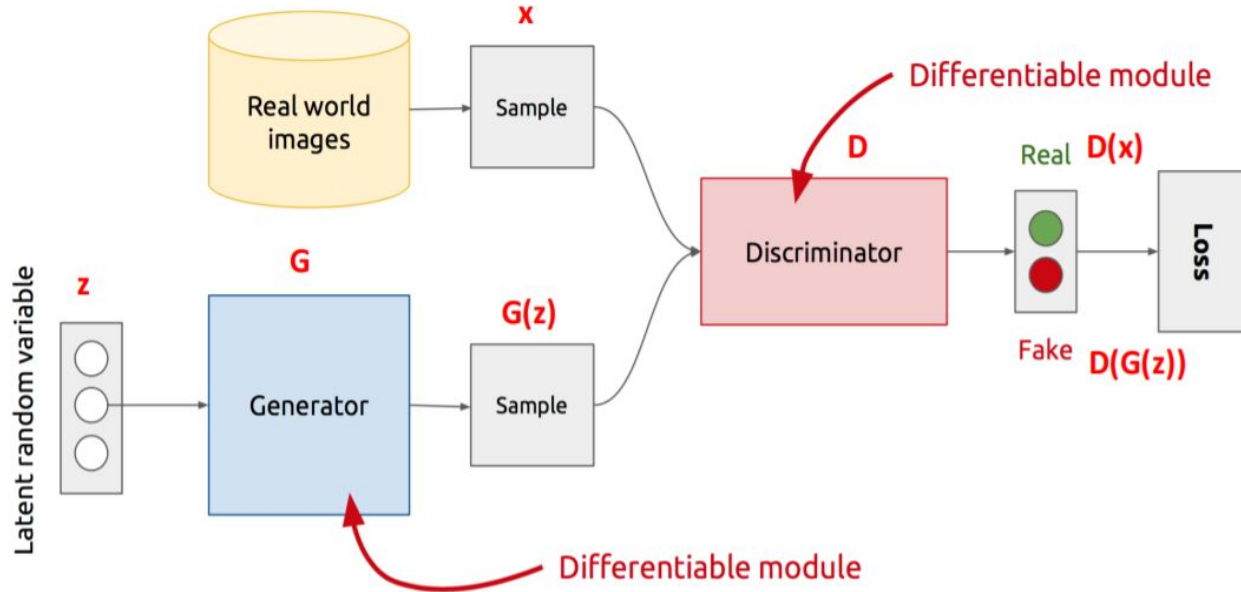 x
Real world
images
Sample
Differentiable module
D
Real
D(x)
Discriminator
Loss
Latent random variable
z
G
Generator
G(z)
Sample
Fake
D(G(z))
Differentiable module